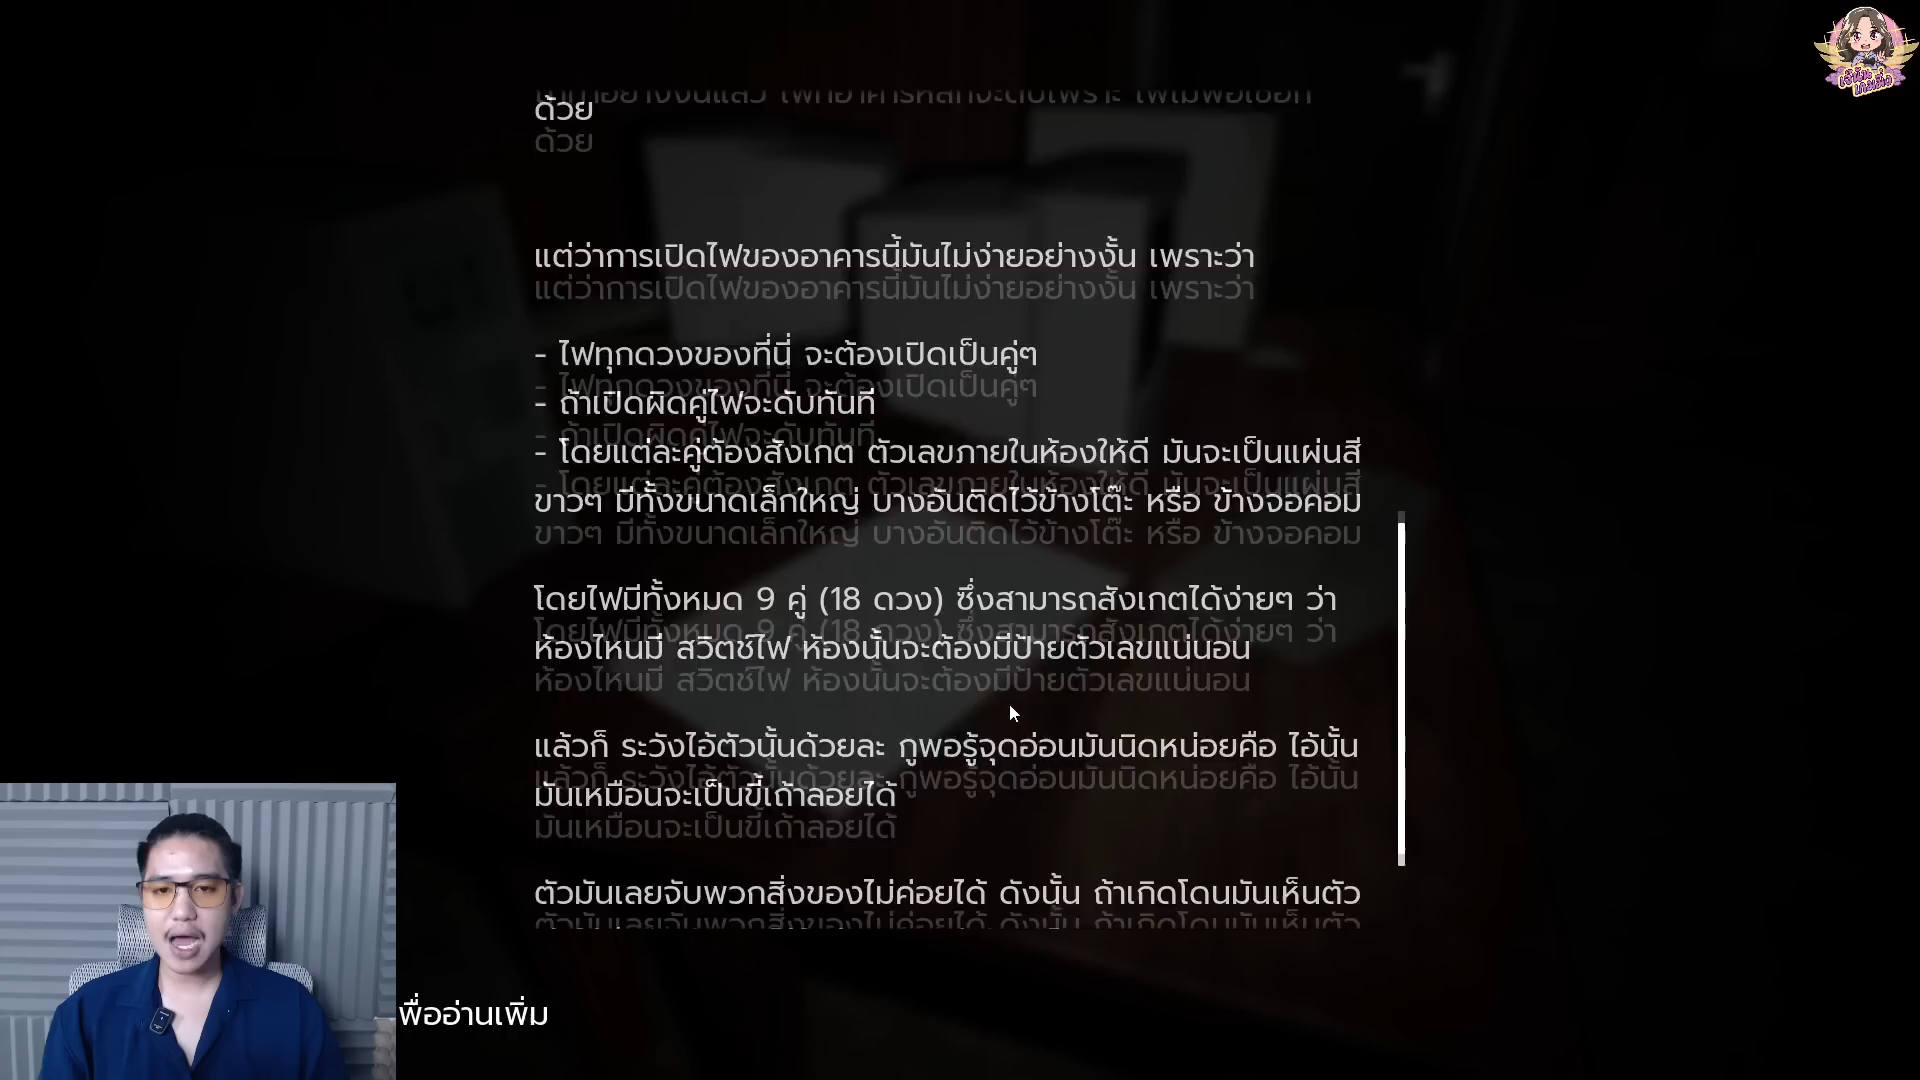 ด้วย
แต่ว่าการเปิดไฟของอาคารนี้มันไม่ง่ายอย่างงั้น เพราะว่า
- ไฟทุกดวงของที่นี่ จะต้องเปิดเป็นคู่ๆ
- ถ้าเปิดผิดคู่ไฟจะดับทันที
- โดยแต่ละคู่ต้องสังเกต ตัวเลขภายในห้องให้ดี มันจะเป็นแผ่นสี
ขาวๆ มีทั้งขนาดเล็กใหญ่ บางอันติดไว้ข้างโต๊ะ หรือ ข้างจอคอม
โดยไฟมีทั้งหมด 9 คู่ (18 ดวง) ซึ่งสามารถสังเกตได้ง่ายๆ ว่า
ห้องไหนมี สวิตช์ไฟ ห้องนั้นจะต้องมีป้ายตัวเลขแน่นอน
แล้วก็ ระวังไอ้ตัวนั้นด้วยละ กูพอรู้จุดอ่อนมันนิดหน่อยคือ ไอ้นั้น
มันเหมือนจะเป็นขี้เถ้าลอยได้
ตัวมันเลยจับพวกสิ่งของไม่ค่อยได้ ดังนั้น ถ้าเกิดโดนมันเห็นตัว
พื่ออ่านเพิ่ม